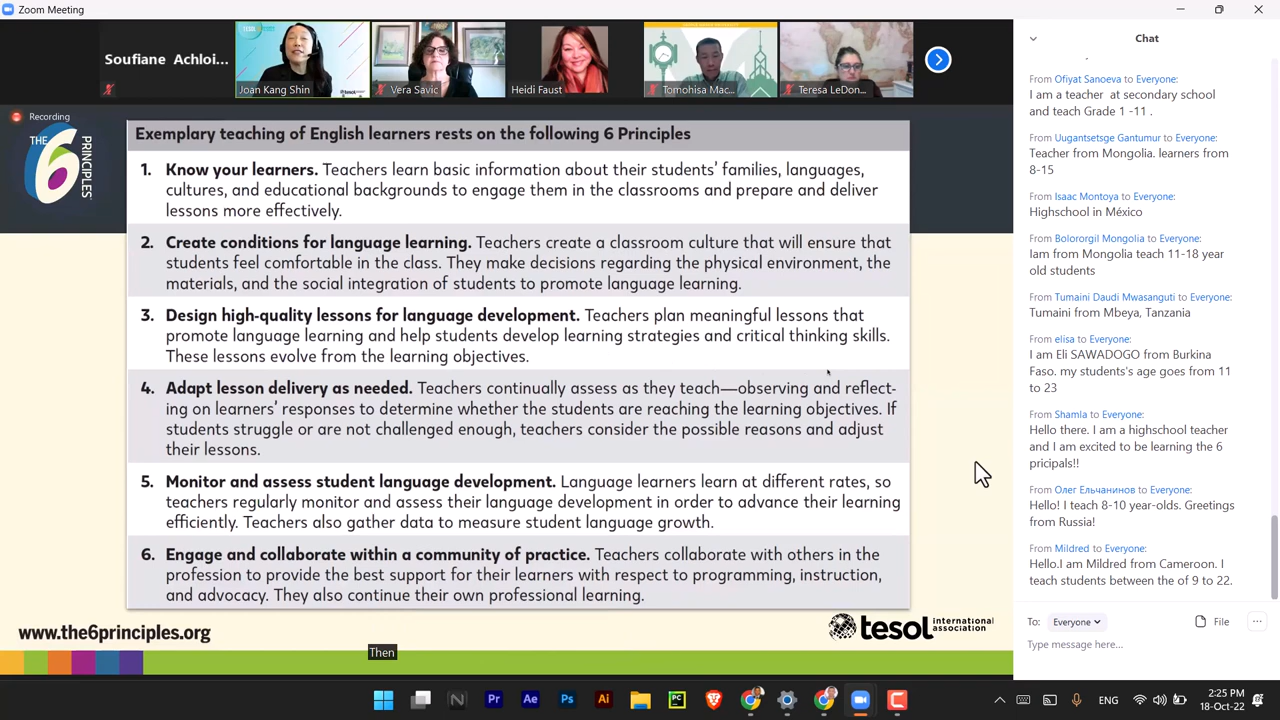 Zoom Meeting
Soufiane Achloi...
Joan Kang Shin
Vera Savic
Heidi Faust
Tomohisa Mac...
Teresa LeDon...
Recording
THE
6
PRINCIPLES
Exemplary teaching of English learners rests on the following 6 Principles
1. Know your learners. Teachers learn basic information about their students' families, languages,
cultures, and educational backgrounds to engage them in the classrooms and prepare and deliver
lessons more effectively.
2. Create conditions for language learning. Teachers create a classroom culture that will ensure that
students feel comfortable in the class. They make decisions regarding the physical environment, the
materials, and the social integration of students to promote language learning.
3. Design high-quality lessons for language development. Teachers plan meaningful lessons that
promote language learning and help students develop learning strategies and critical thinking skills.
These lessons evolve from the learning objectives.
4. Adapt lesson delivery as needed. Teachers continually assess as they teach—observing and reflect-
ing on learners' responses to determine whether the students are reaching the learning objectives. If
students struggle or are not challenged enough, teachers consider the possible reasons and adjust
their lessons.
5. Monitor and assess student language development. Language learners learn at different rates, so
teachers regularly monitor and assess their language development in order to advance their learning
efficiently. Teachers also gather data to measure student language growth.
6. Engage and collaborate within a community of practice. Teachers collaborate with others in the
profession to provide the best support for their learners with respect to programming, instruction,
and advocacy. They also continue their own professional learning.
www.the6principles.org
tesol international
association
Then
Chat
From Ofiyat Sanoeva to Everyone:
I am a teacher at secondary school
and teach Grade 1 -11 .
From Uugantsetsge Gantumur to Everyone:
Teacher from Mongolia. learners from
8-15
From Isaac Montoya to Everyone:
Highschool in México
From Bolororgil Mongolia to Everyone:
Iam from Mongolia teach 11-18 year
old students
From Tumaini Daudi Mwasanguti to Everyone:
Tumaini from Mbeya, Tanzania
From elisa to Everyone:
I am Eli SAWADOGO from Burkina
Faso. my students's age goes from 11
to 23
From Shamla to Everyone:
Hello there. I am a highschool teacher
and I am excited to be learning the 6
pricipals!!
From Олег Ельчанинов to Everyone:
Hello! I teach 8-10 year-olds. Greetings
from Russia!
From Mildred to Everyone:
Hello.I am Mildred from Cameroon. I
teach students between the of 9 to 22.
To: Everyone
File
Type message here...
N
Pr
Ae
Ps
Ai
PC
ENG
2:25 PM
18-Oct-22